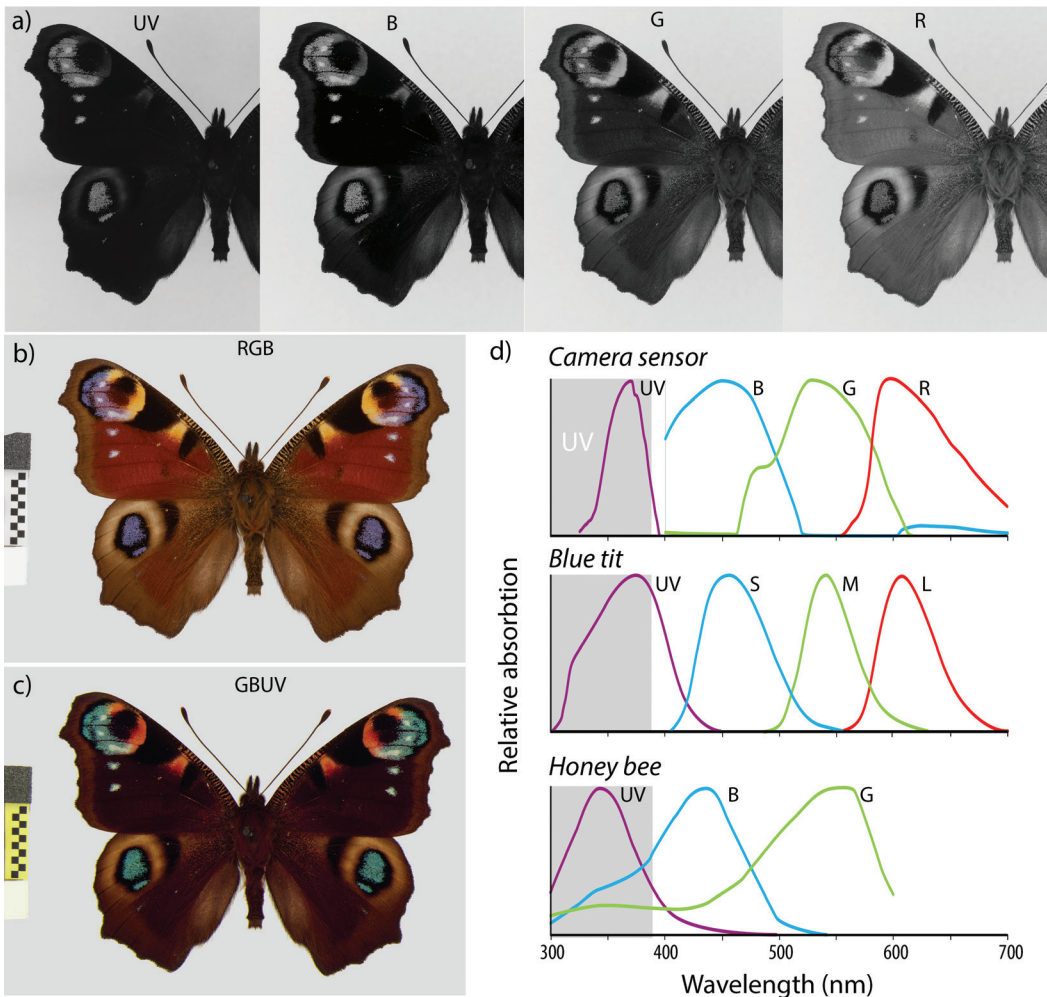 a)
UV
B
G
R
b)
RGB
c)
GBUV
d)
Camera sensor
UV
B
G
R
UV
Blue tit
UV
S
M
L
Honey bee
UV
B
G
Relative absorbtion
300
400
500
600
700
Wavelength (nm)